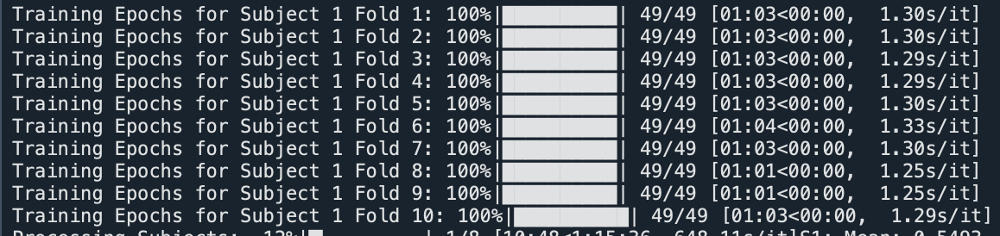 Training Epochs for Subject 1 Fold 1: 100%|██████████| 49/49 [01:03<00:00,  1.30s/it]
Training Epochs for Subject 1 Fold 2: 100%|██████████| 49/49 [01:03<00:00,  1.30s/it]
Training Epochs for Subject 1 Fold 3: 100%|██████████| 49/49 [01:03<00:00,  1.29s/it]
Training Epochs for Subject 1 Fold 4: 100%|██████████| 49/49 [01:03<00:00,  1.29s/it]
Training Epochs for Subject 1 Fold 5: 100%|██████████| 49/49 [01:03<00:00,  1.30s/it]
Training Epochs for Subject 1 Fold 6: 100%|██████████| 49/49 [01:04<00:00,  1.33s/it]
Training Epochs for Subject 1 Fold 7: 100%|██████████| 49/49 [01:03<00:00,  1.30s/it]
Training Epochs for Subject 1 Fold 8: 100%|██████████| 49/49 [01:01<00:00,  1.25s/it]
Training Epochs for Subject 1 Fold 9: 100%|██████████| 49/49 [01:01<00:00,  1.25s/it]
Training Epochs for Subject 1 Fold 10: 100%|██████████| 49/49 [01:03<00:00,  1.29s/it]
Processing Subjects: 12%|█ | 1/8 [10:48<1:15:36, 648.11s/it]S1: Mean: